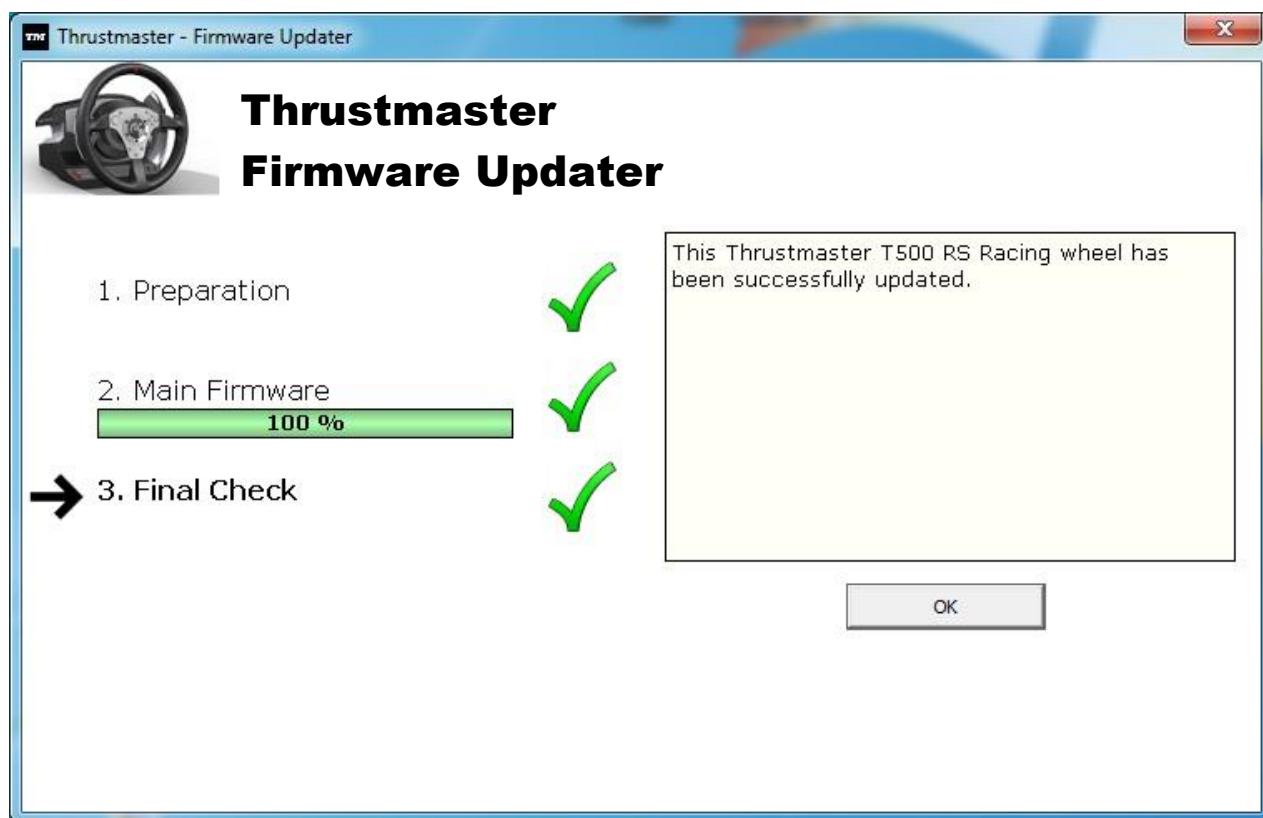 TM Thrustmaster - Firmware Updater
Thrustmaster
Firmware Updater
1. Preparation
2. Main Firmware
100 %
3. Final Check
This Thrustmaster T500 RS Racing wheel has
been successfully updated.
OK